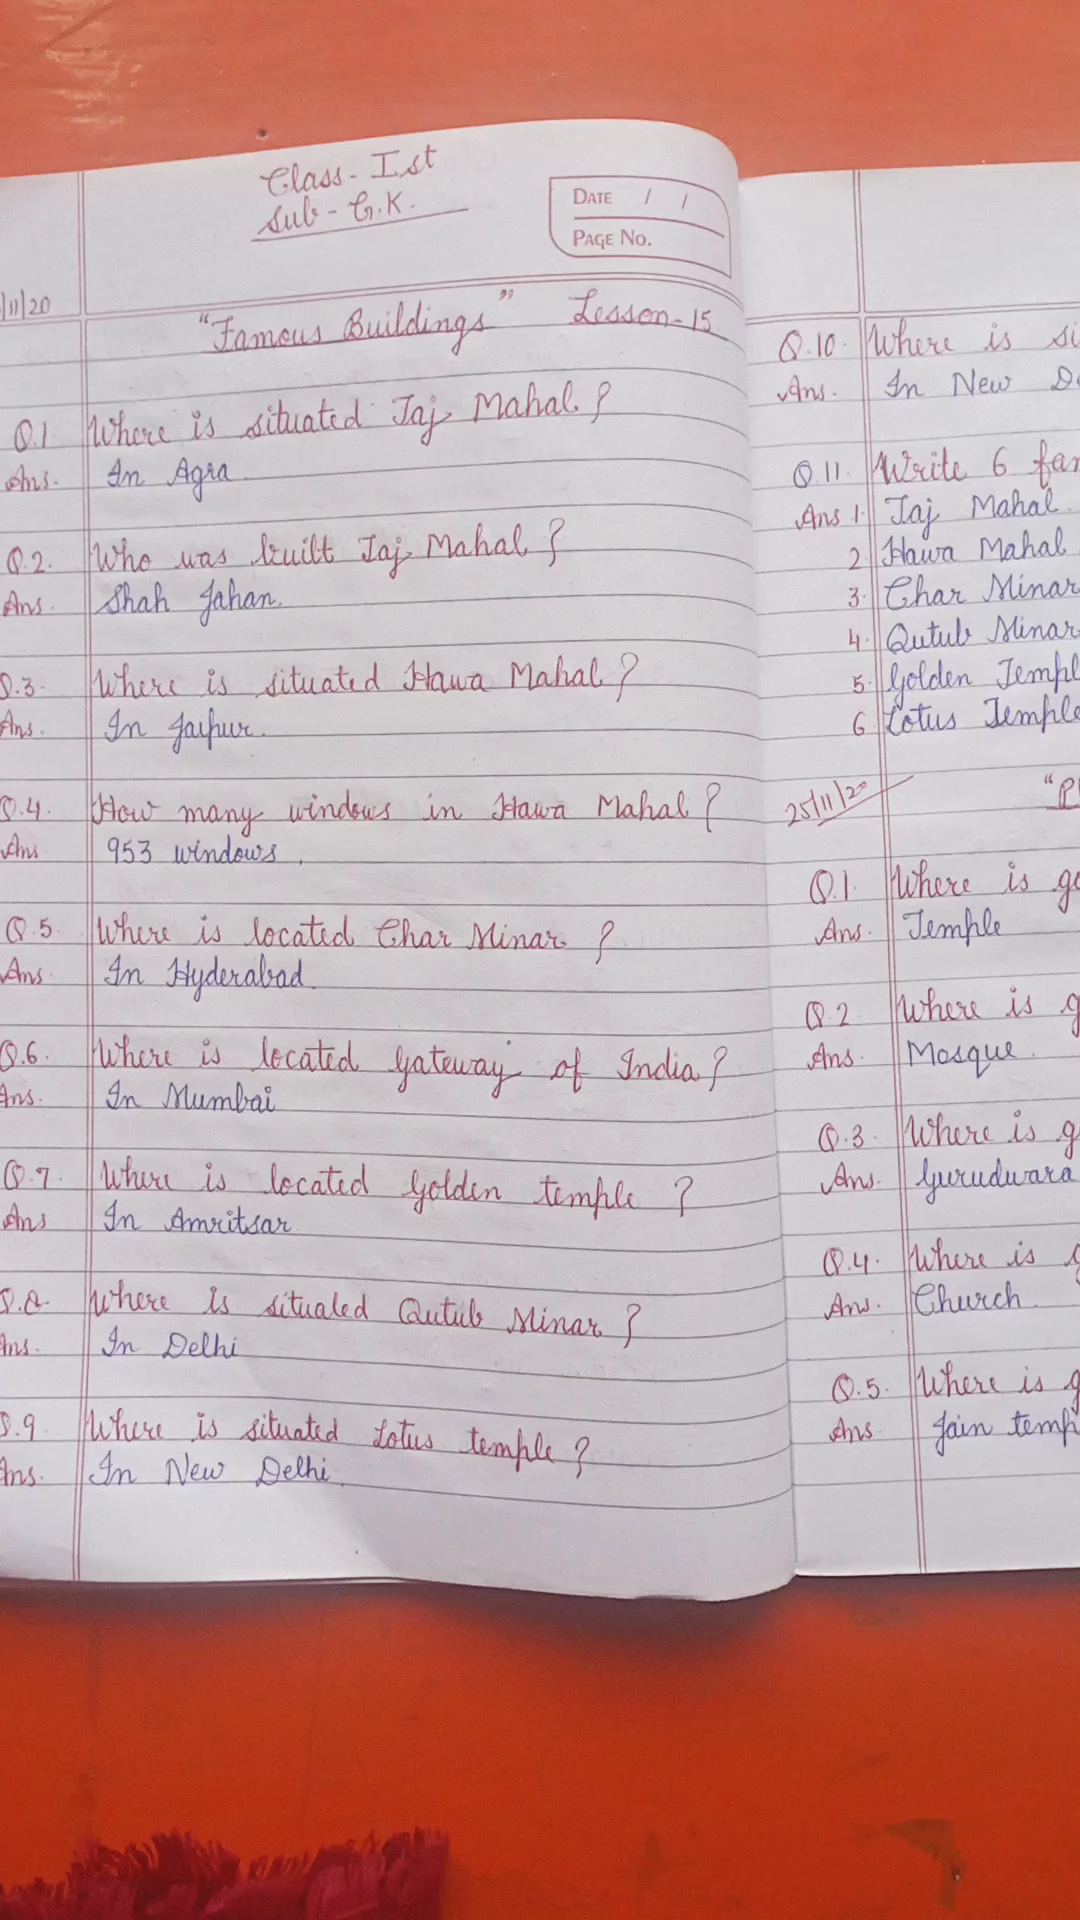 Class - Ist
Sub - G.K.
DATE / /
PAGE No.
/11/20
"Famous Buildings" Lesson-15
Q.1. Where is situated Taj Mahal?
Ans. In Agra
Q.2. Who was built Taj Mahal?
Ans. Shah Jahan.
Q.3. Where is situated Hawa Mahal?
Ans. In Jaipur.
Q.4. How many windows in Hawa Mahal?
Ans 953 windows.
Q.5. Where is located Char Minar?
Ans In Hyderabad
Q.6. Where is located Gateway of India?
Ans. In Mumbai
Q.7. Where is located Golden temple?
Ans In Amritsar
Q.8. Where is situated Qutub Minar?
Ans. In Delhi
Q.9. Where is situated Lotus temple?
Ans. In New Delhi.
Q.10. Where is
Ans. In New
Q.11. Write 6
Ans 1. Taj Mahal.
2. Hawa Mahal
3. Char Minar
4. Qutub Minar
5. Golden Templ
6. Lotus Temple
25/11/20
Q.1. Where is
Ans. Temple
Q.2 Where is
Ans. Mosque.
Q.3. Where is
Ans. Gurudwara
Q.4. Where is
Ans. Church.
Q.5. Where is
Ans. Jain temp